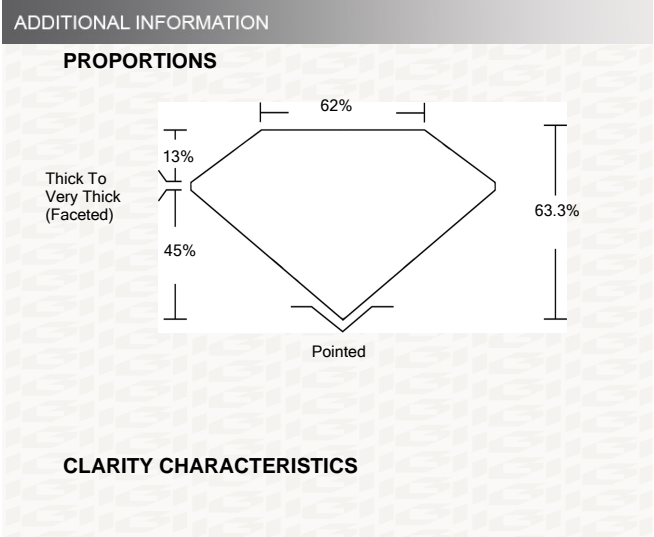 ADDITIONAL INFORMATION
PROPORTIONS
62%
13%
Thick To
Very Thick
(Faceted)
63.3%
45%
Pointed
CLARITY CHARACTERISTICS